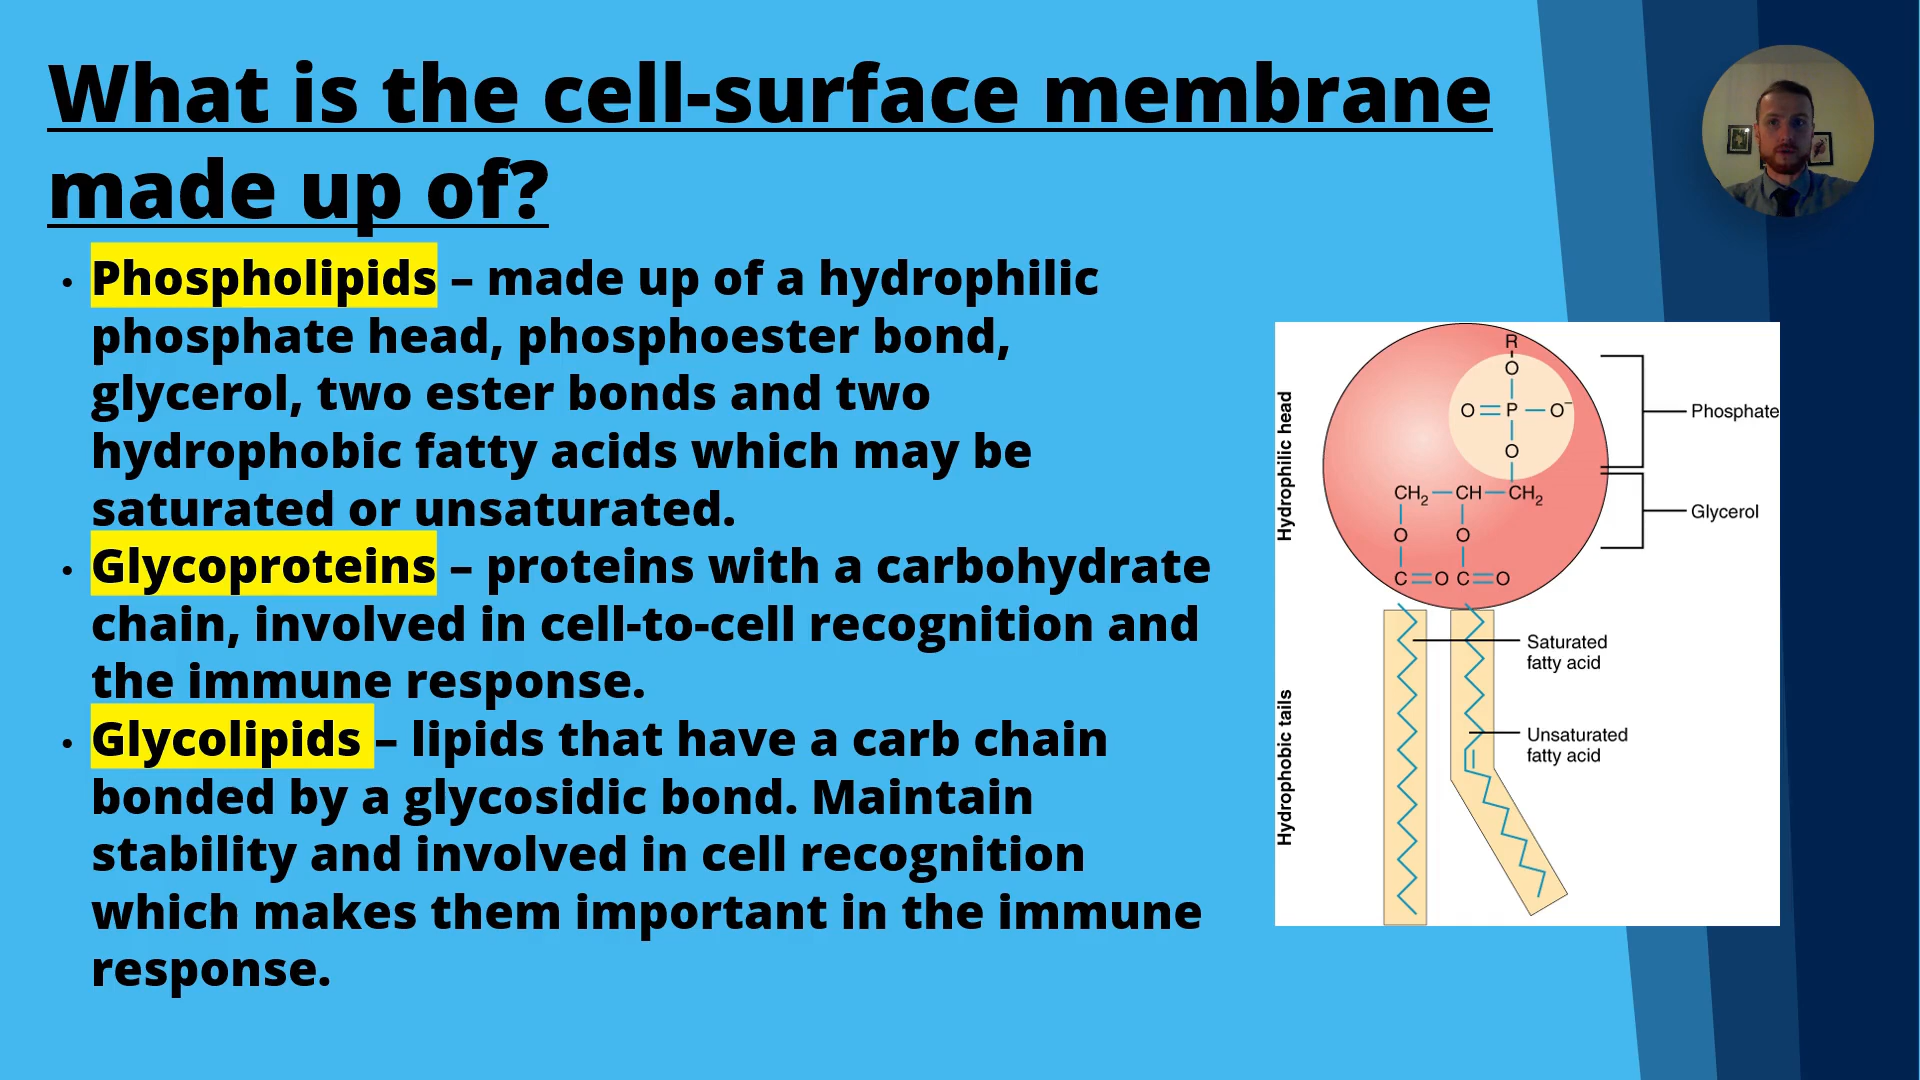 What is the cell-surface membrane
made up of?
• Phospholipids – made up of a hydrophilic
phosphate head, phosphoester bond,
glycerol, two ester bonds and two
hydrophobic fatty acids which may be
saturated or unsaturated.
• Glycoproteins – proteins with a carbohydrate
chain, involved in cell-to-cell recognition and
the immune response.
• Glycolipids – lipids that have a carb chain
bonded by a glycosidic bond. Maintain
stability and involved in cell recognition
which makes them important in the immune
response.
Hydrophilic head
R
O
O = P — O⁻
O
CH₂ — CH — CH₂
O O
C = O C = O
Phosphate
Glycerol
Hydrophobic tails
Saturated
fatty acid
Unsaturated
fatty acid